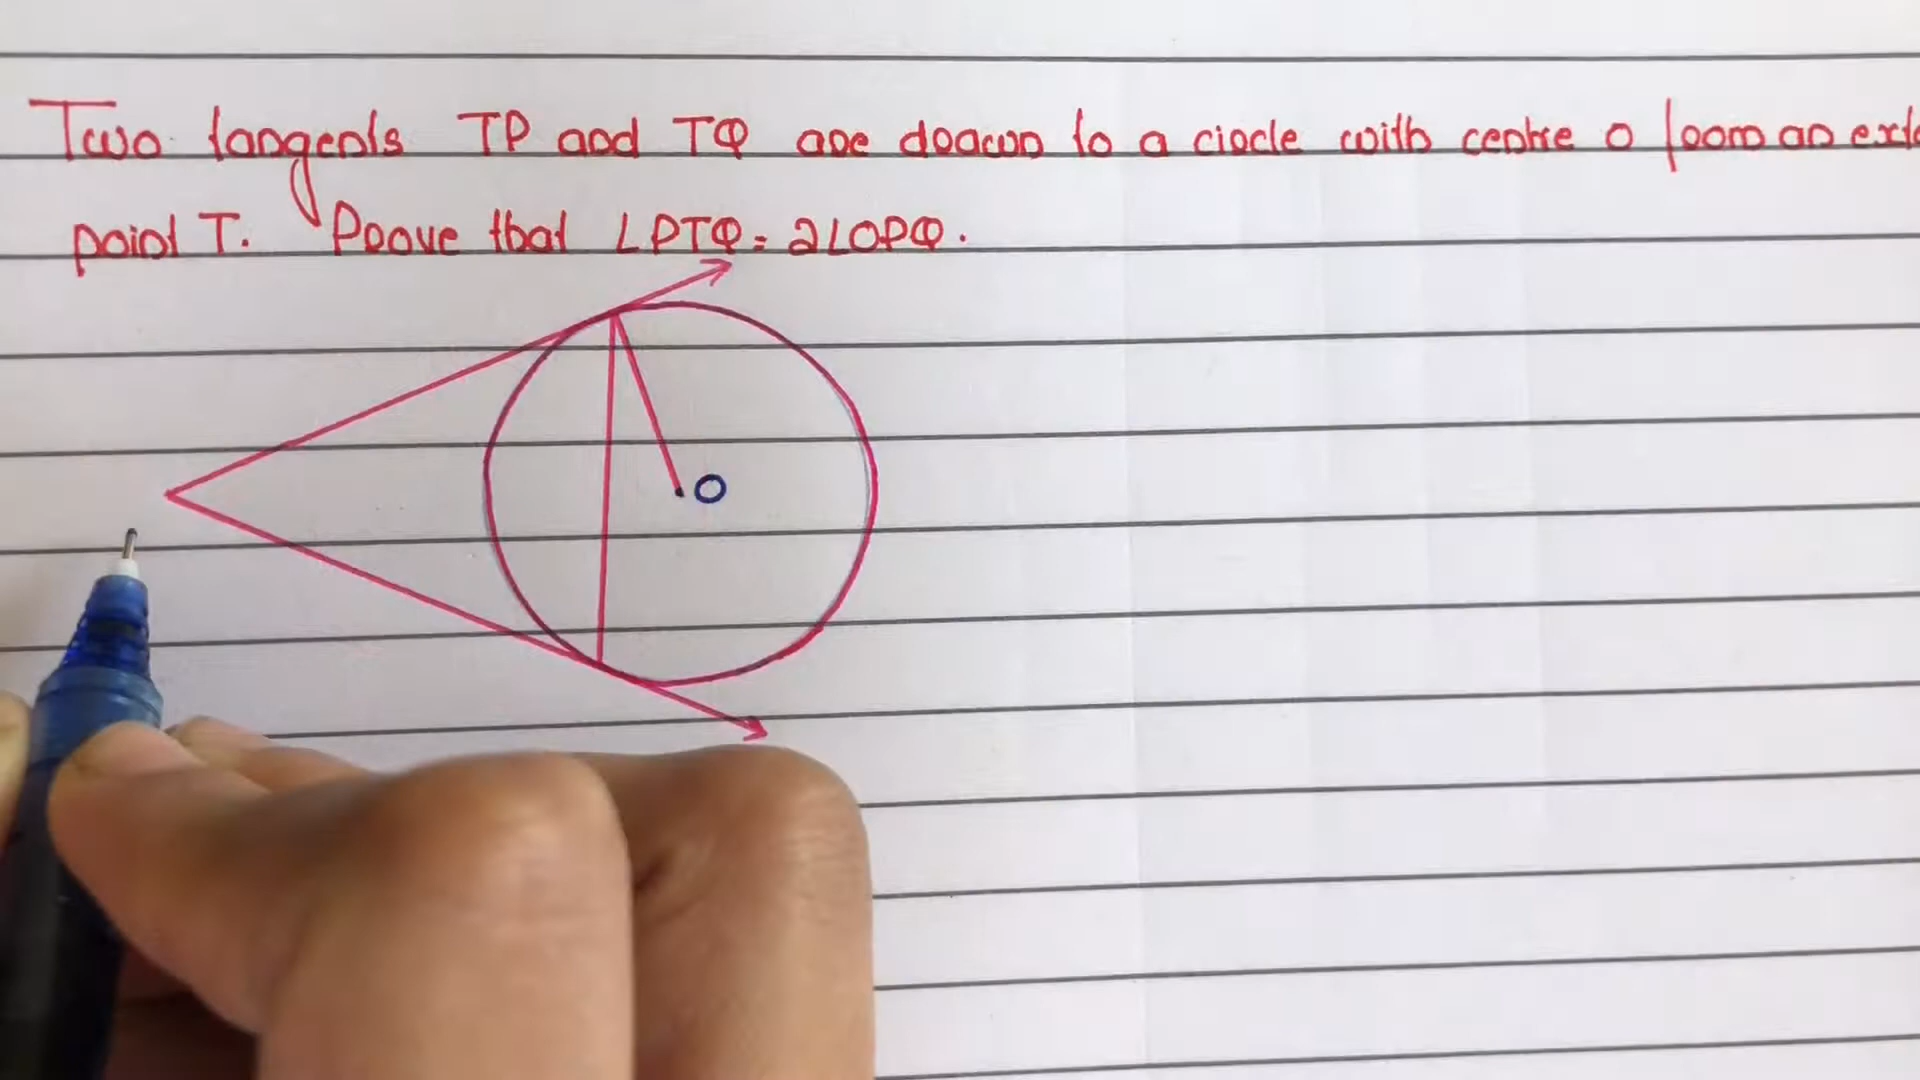 Two tangents TP and TQ are drawn to a circle with centre O from an exte
point T. Prove that ∠PTQ = 2∠OPQ.
O